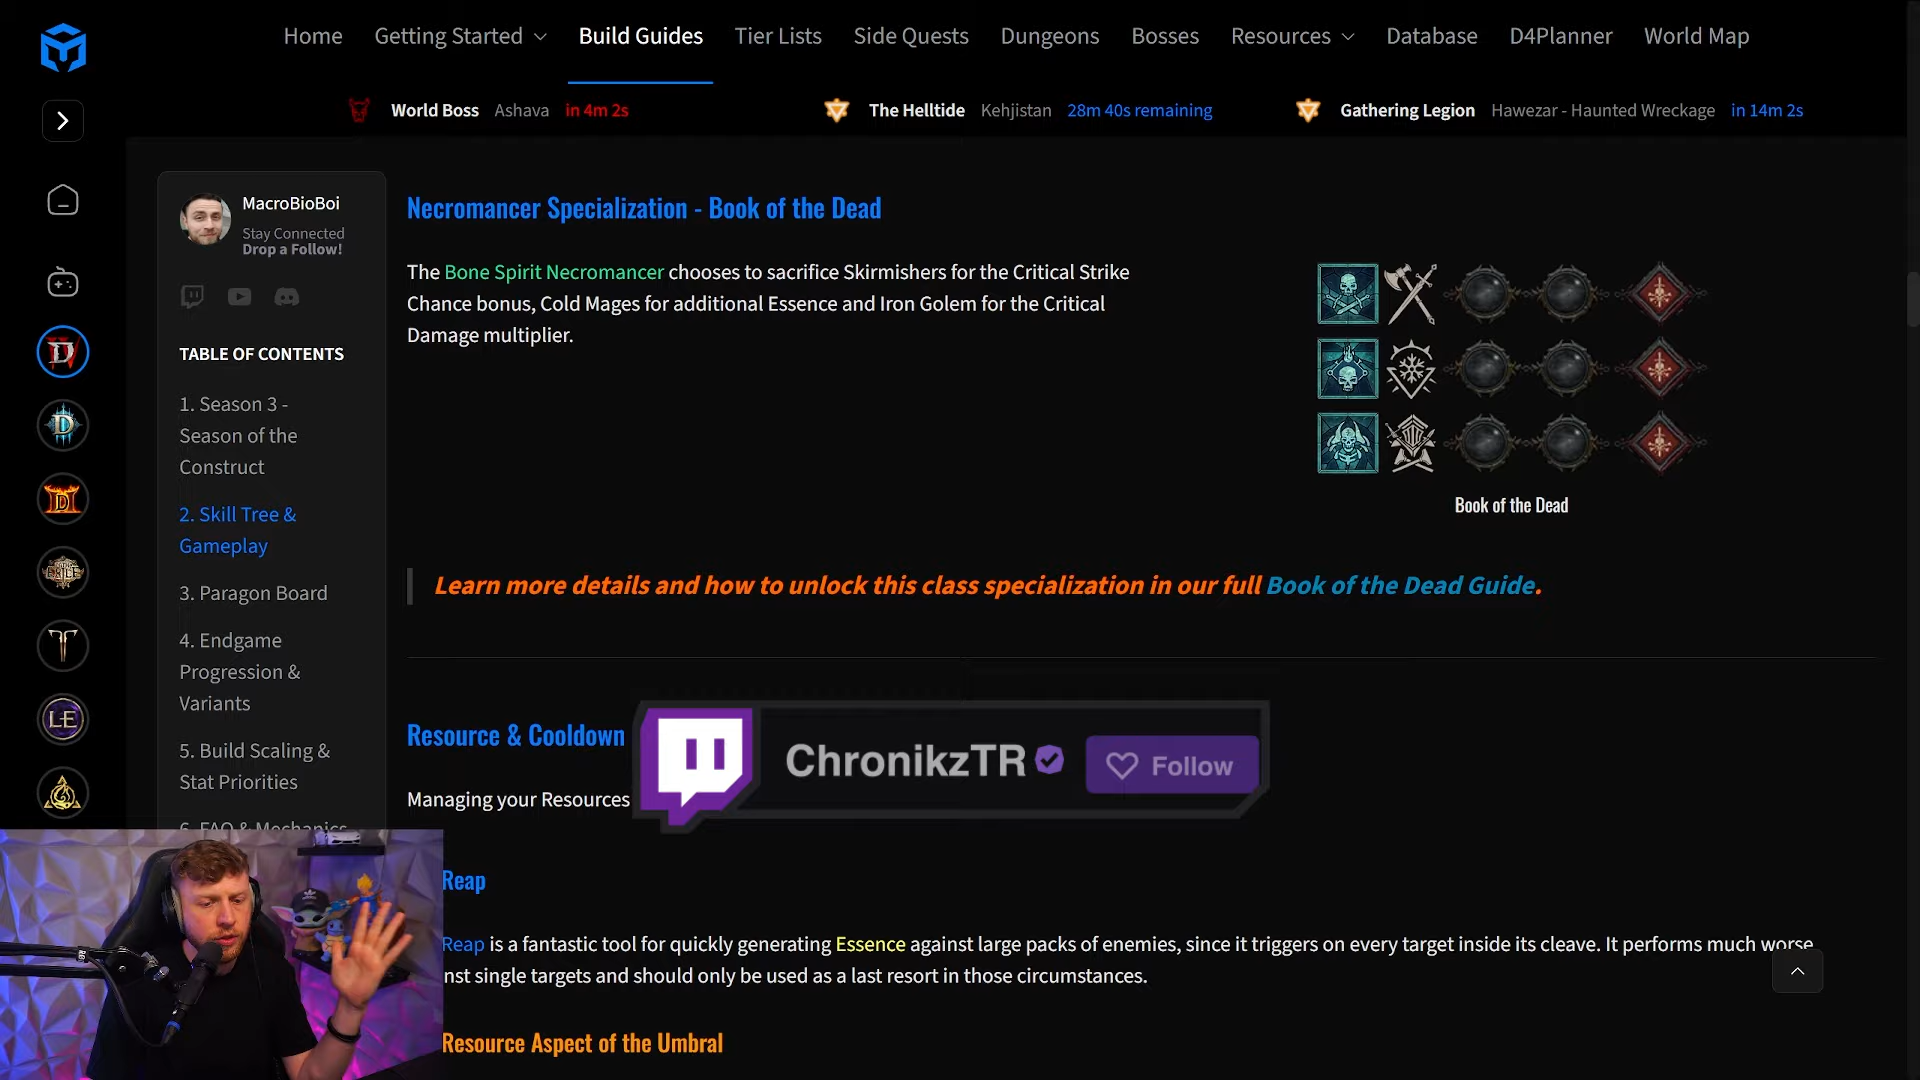 Home Getting Started Build Guides Tier Lists Side Quests Dungeons Bosses Resources Database D4Planner World Map
World Boss Ashava in 4m 2s The Helltide Kehjistan 28m 40s remaining Gathering Legion Hawezar - Haunted Wreckage in 14m 2s
MacroBioBoi
Stay Connected
Drop a Follow!
TABLE OF CONTENTS
1. Season 3 -
Season of the
Construct
2. Skill Tree &
Gameplay
3. Paragon Board
4. Endgame
Progression &
Variants
5. Build Scaling &
Stat Priorities
6. FAQ & Mechanics
Necromancer Specialization - Book of the Dead
The Bone Spirit Necromancer chooses to sacrifice Skirmishers for the Critical Strike
Chance bonus, Cold Mages for additional Essence and Iron Golem for the Critical
Damage multiplier.
Book of the Dead
Learn more details and how to unlock this class specialization in our full Book of the Dead Guide.
Resource & Cooldown
Managing your Resources
ChronikzTR Follow
Reap
Reap is a fantastic tool for quickly generating Essence against large packs of enemies, since it triggers on every target inside its cleave. It performs much worse
nst single targets and should only be used as a last resort in those circumstances.
Resource Aspect of the Umbral
LE